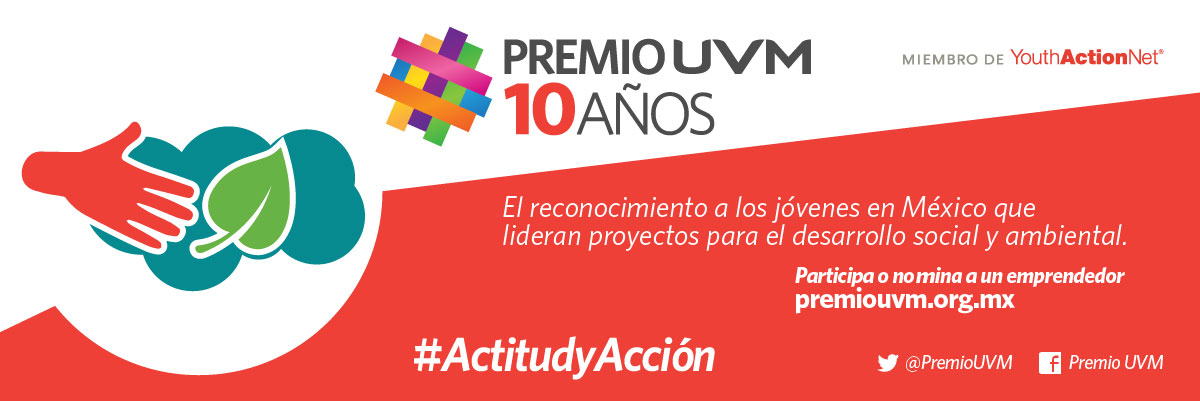 PREMIO UVM
10 AÑOS
MIEMBRO DE YouthActionNet®
El reconocimiento a los jóvenes en México que
lideran proyectos para el desarrollo social y ambiental.
Participa o nomina a un emprendedor
premiouvm.org.mx
#ActitudyAcción
@PremioUVM
Premio UVM